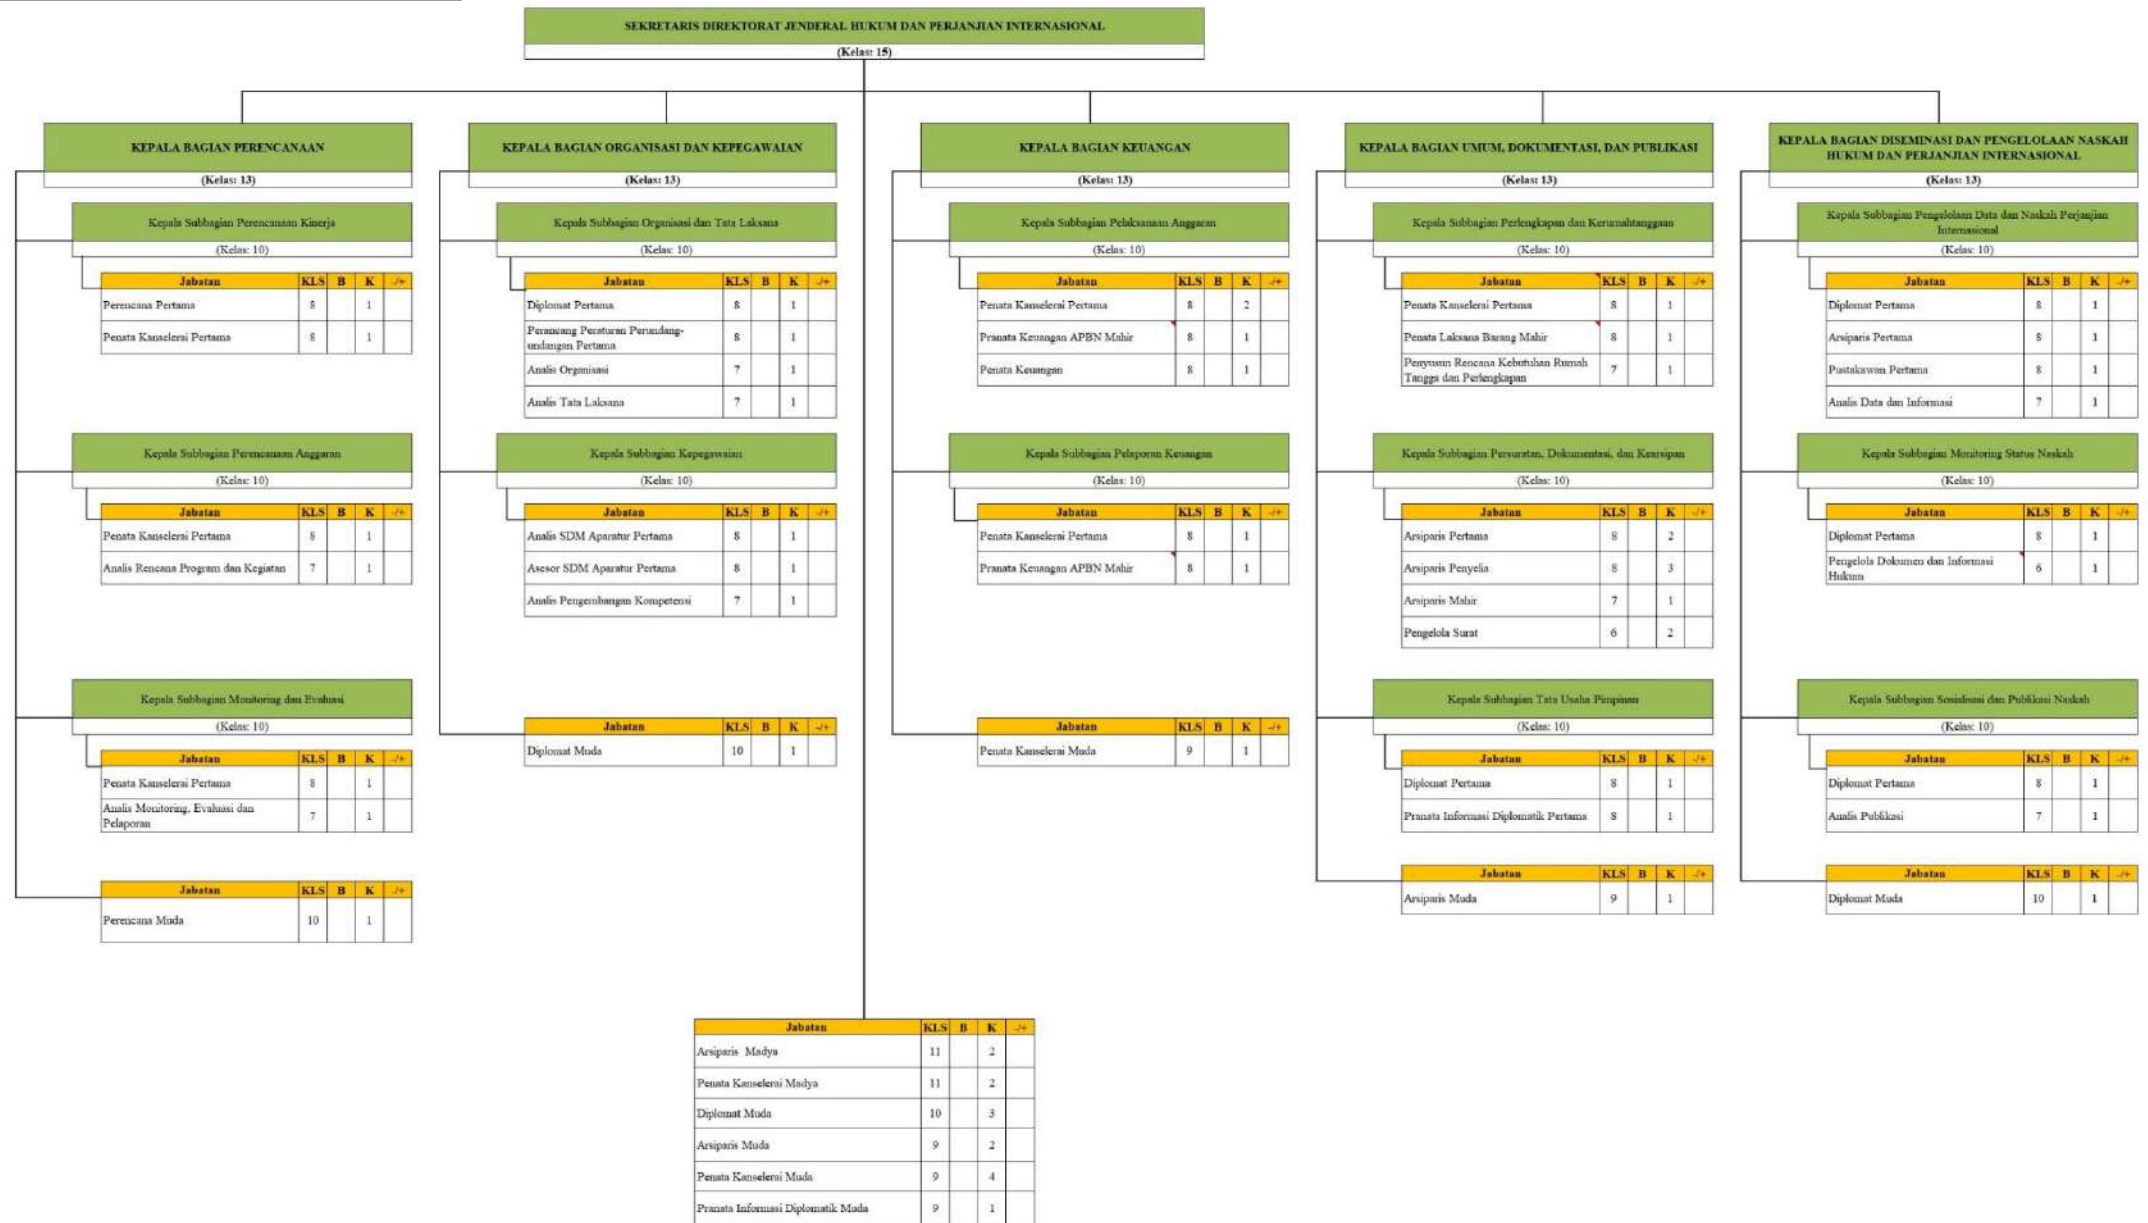 SEKRETARIS DIREKTORAT JENDERAL HUKUM DAN PERJANJIAN INTERNASIONAL
(Kelas: 15)
KEPALA BAGIAN PERENCANAAN
(Kelas: 13)
Kepala Subbagian Perencanaan Kinerja
(Kelas: 10)
Jabatan KLS B K -/+
Perencana Pertama 8 1
Penata Kanselerai Pertama 8 1
Kepala Subbagian Perencanaan Anggaran
(Kelas: 10)
Jabatan KLS B K -/+
Penata Kanselerai Pertama 8 1
Analis Rencana Program dan Kegiatan 7 1
Kepala Subbagian Monitoring dan Evaluasi
(Kelas: 10)
Jabatan KLS B K -/+
Penata Kanselerai Pertama 8 1
Analis Monitoring, Evaluasi dan
Pelaporan 7 1
Jabatan KLS B K -/+
Perencana Muda 10 1
KEPALA BAGIAN ORGANISASI DAN KEPEGAWAIAN
(Kelas: 13)
Kepala Subbagian Organisasi dan Tata Laksana
(Kelas: 10)
Jabatan KLS B K -/+
Diplomat Pertama 8 1
Perancang Peraturan Perundang-
undangan Pertama 8 1
Analis Organisasi 7 1
Analis Tata Laksana 7 1
Kepala Subbagian Kepegawaian
(Kelas: 10)
Jabatan KLS B K -/+
Analis SDM Aparatur Pertama 8 1
Asesor SDM Aparatur Pertama 8 1
Analis Pengembangan Kompetensi 7 1
Jabatan KLS B K -/+
Diplomat Muda 10 1
KEPALA BAGIAN KEUANGAN
(Kelas: 13)
Kepala Subbagian Pelaksanaan Anggaran
(Kelas: 10)
Jabatan KLS B K -/+
Penata Kanselerai Pertama 8 2
Pranata Keuangan APBN Mahir 8 1
Penata Keuangan 8 1
Kepala Subbagian Pelaporan Keuangan
(Kelas: 10)
Jabatan KLS B K -/+
Penata Kanselerai Pertama 8 1
Pranata Keuangan APBN Mahir 8 1
Jabatan KLS B K -/+
Penata Kanselerai Muda 9 1
KEPALA BAGIAN UMUM, DOKUMENTASI, DAN PUBLIKASI
(Kelas: 13)
Kepala Subbagian Perlengkapan dan Kerumahtanggaan
(Kelas: 10)
Jabatan KLS B K -/+
Penata Kanselerai Pertama 8 1
Penata Laksana Barang Mahir 8 1
Penyusun Rencana Kebutuhan Rumah
Tangga dan Perlengkapan 7 1
Kepala Subbagian Persuratan, Dokumentasi, dan Kearsipan
(Kelas: 10)
Jabatan KLS B K -/+
Arsiparis Pertama 8 2
Arsiparis Penyelia 8 3
Arsiparis Mahir 7 1
Pengelola Surat 6 2
Kepala Subbagian Tata Usaha Pimpinan
(Kelas: 10)
Jabatan KLS B K -/+
Diplomat Pertama 8 1
Pranata Informasi Diplomatik Pertama 8 1
Jabatan KLS B K -/+
Arsiparis Muda 9 1
KEPALA BAGIAN DISEMINASI DAN PENGELOLAAN NASKAH
HUKUM DAN PERJANJIAN INTERNASIONAL
(Kelas: 13)
Kepala Subbagian Pengelolaan Data dan Naskah Perjanjian
Internasional
(Kelas: 10)
Jabatan KLS B K -/+
Diplomat Pertama 8 1
Arsiparis Pertama 8 1
Pustakawan Pertama 8 1
Analis Data dan Informasi 7 1
Kepala Subbagian Monitoring Status Naskah
(Kelas: 10)
Jabatan KLS B K -/+
Diplomat Pertama 8 1
Pengelola Dokumen dan Informasi
Hukum 6 1
Kepala Subbagian Sosialisasi dan Publikasi Naskah
(Kelas: 10)
Jabatan KLS B K -/+
Diplomat Pertama 8 1
Analis Publikasi 7 1
Jabatan KLS B K -/+
Diplomat Muda 10 1
Jabatan KLS B K -/+
Arsiparis Madya 11 2
Penata Kanselerai Madya 11 2
Diplomat Muda 10 3
Arsiparis Muda 9 2
Penata Kanselerai Muda 9 4
Pranata Informasi Diplomatik Muda 9 1